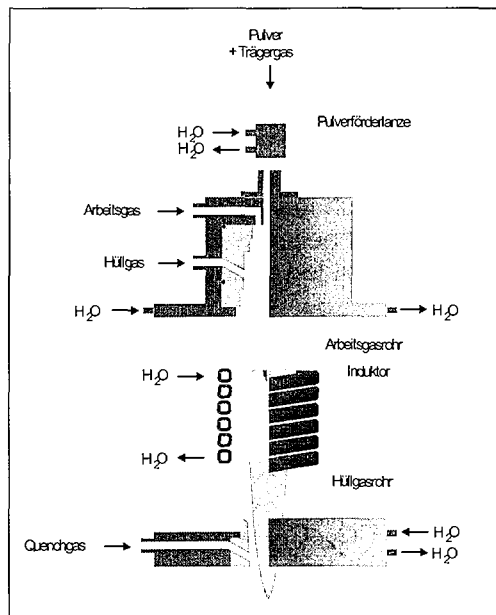 Pulver
+ Trägergas
Pulverförderlanze
H₂O
H₂O
Arbeitsgas
Hüllgas
H₂O
H₂O
Arbeitsgasrohr
Induktor
H₂O
H₂O
Hüllgasrohr
Quenchgas
H₂O
H₂O